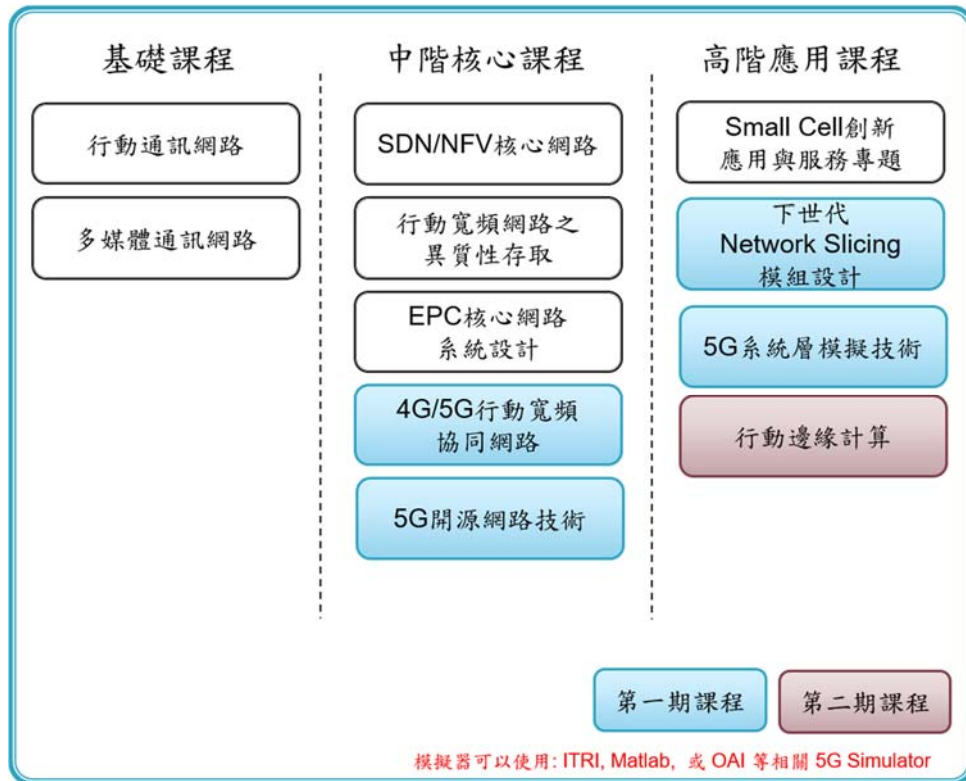 基礎課程
行動通訊網路
多媒體通訊網路
中階核心課程
SDN/NFV核心網路
行動寬頻網路之
異質性存取
EPC核心網路
系統設計
4G/5G行動寬頻
協同網路
5G開源網路技術
高階應用課程
Small Cell創新
應用與服務專題
下世代
Network Slicing
模組設計
5G系統層模擬技術
行動邊緣計算
第一期課程
第二期課程
模擬器可以使用: ITRI, Matlab, 或 OAI 等相關 5G Simulator